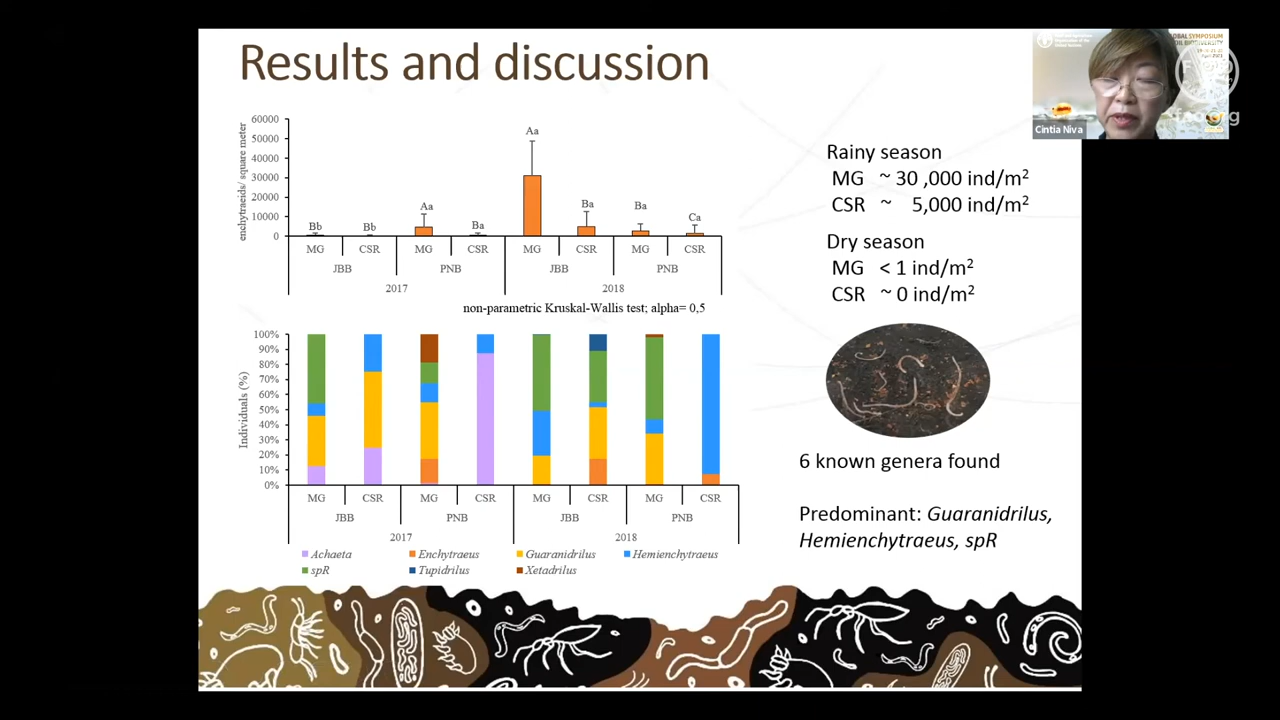 Results and discussion
enchytraeids/ square meter
60000
50000
40000
30000
20000
10000
0
Bb
Bb
Aa
Ba
Aa
Ba
Ba
Ca
MG CSR MG CSR MG CSR MG CSR
JBB PNB JBB PNB
2017 2018
non-parametric Kruskal-Wallis test; alpha= 0,5
Individuals (%)
100%
90%
80%
70%
60%
50%
40%
30%
20%
10%
0%
MG CSR MG CSR MG CSR MG CSR
JBB PNB JBB PNB
2017 2018
Achaeta Enchytraeus Guaranidrilus Hemienchytraeus
spR Tupidrilus Xetadrilus
Rainy season
MG ~ 30 ,000 ind/m²
CSR ~ 5,000 ind/m²
Dry season
MG < 1 ind/m²
CSR ~ 0 ind/m²
6 known genera found
Predominant: Guaranidrilus,
Hemienchytraeus, spR
Cintia Niva
fao.org